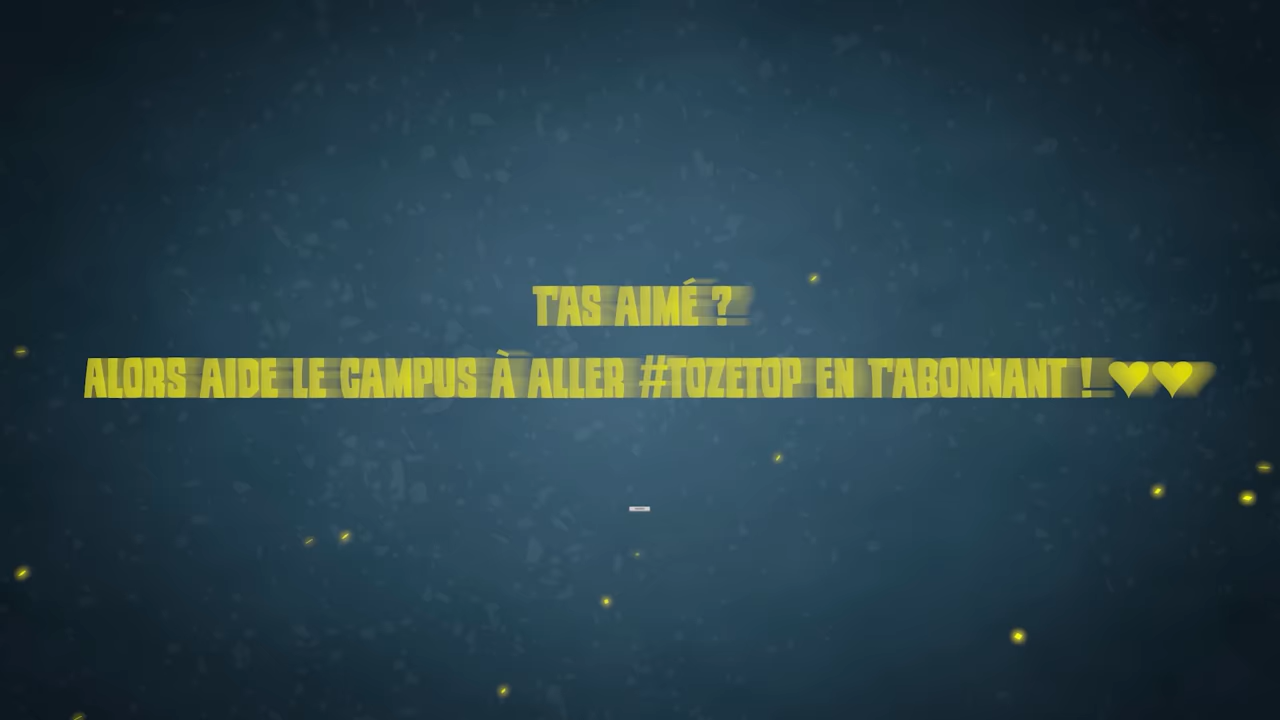 T'AS AIMÉ ?
ALORS AIDE LE CAMPUS À ALLER #TOZETOP EN T'ABONNANT ! ♥♥